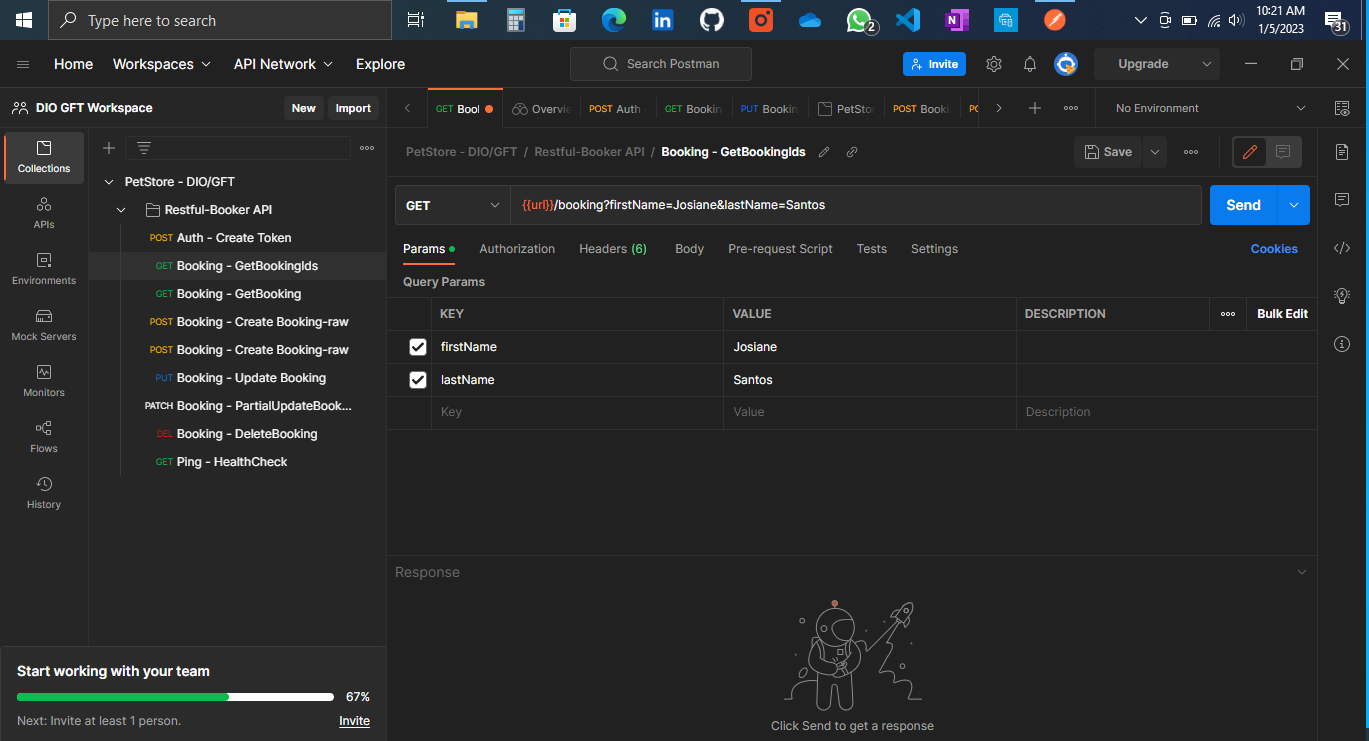 Type here to search
2
10:21 AM
1/5/2023
31
Home Workspaces API Network Explore
Search Postman
Invite
Upgrade
DIO GFT Workspace New Import
GET Bool Overvie POST Auth GET Bookin PUT Bookin PetSto POST Booki PO
No Environment
Collections
APIs
Environments
Mock Servers
Monitors
Flows
History
PetStore - DIO/GFT
Restful-Booker API
POST Auth - Create Token
GET Booking - GetBookingIds
GET Booking - GetBooking
POST Booking - Create Booking-raw
POST Booking - Create Booking-raw
PUT Booking - Update Booking
PATCH Booking - PartialUpdateBook...
DEL Booking - DeleteBooking
GET Ping - HealthCheck
PetStore - DIO/GFT / Restful-Booker API / Booking - GetBookingIds
Save
GET {{url}}/booking?firstName=Josiane&lastName=Santos
Send
Params Authorization Headers (6) Body Pre-request Script Tests Settings Cookies
Query Params
KEY VALUE DESCRIPTION Bulk Edit
firstName Josiane
lastName Santos
Key Value Description
Response
Click Send to get a response
Start working with your team
67%
Next: Invite at least 1 person. Invite